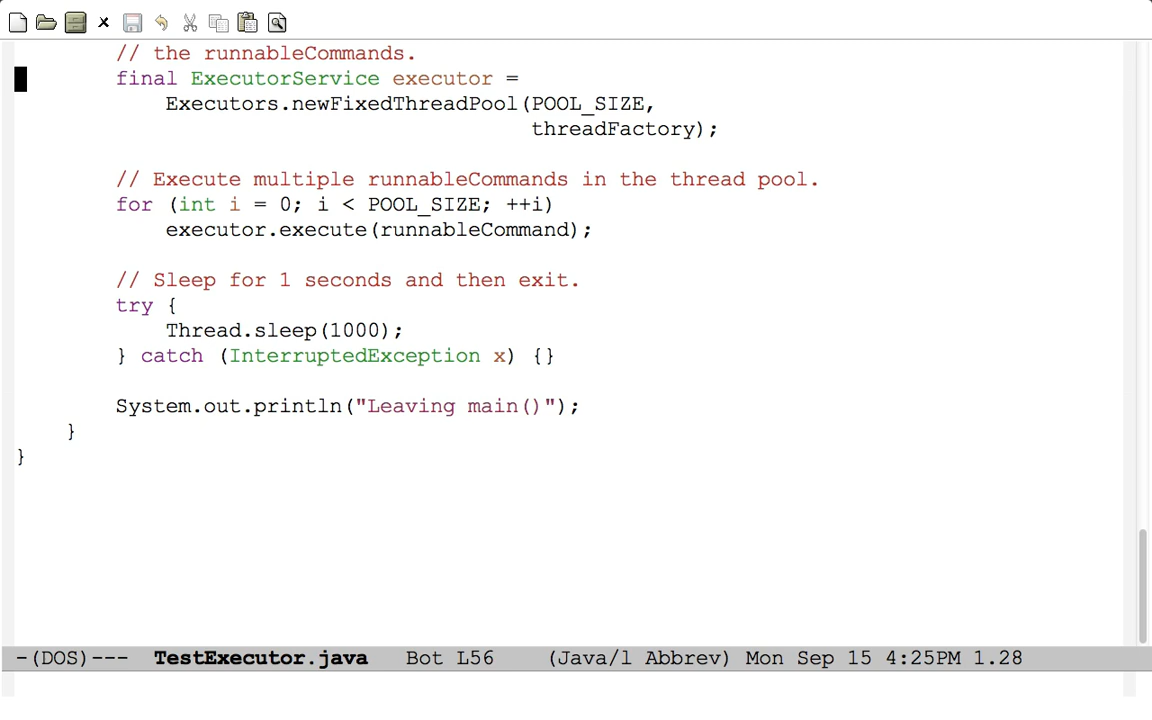 // the runnableCommands.
final ExecutorService executor =
Executors.newFixedThreadPool(POOL_SIZE,
threadFactory);
// Execute multiple runnableCommands in the thread pool.
for (int i = 0; i < POOL_SIZE; ++i)
executor.execute(runnableCommand);
// Sleep for 1 seconds and then exit.
try {
Thread.sleep(1000);
} catch (InterruptedException x) {}
System.out.println("Leaving main()");
}
}
-(DOS)--- TestExecutor.java Bot L56 (Java/l Abbrev) Mon Sep 15 4:25PM 1.28